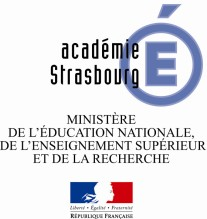 académie
Strasbourg
É
MINISTÈRE
DE L'ÉDUCATION NATIONALE,
DE L'ENSEIGNEMENT SUPÉRIEUR
ET DE LA RECHERCHE
Liberté • Égalité • Fraternité
RÉPUBLIQUE FRANÇAISE